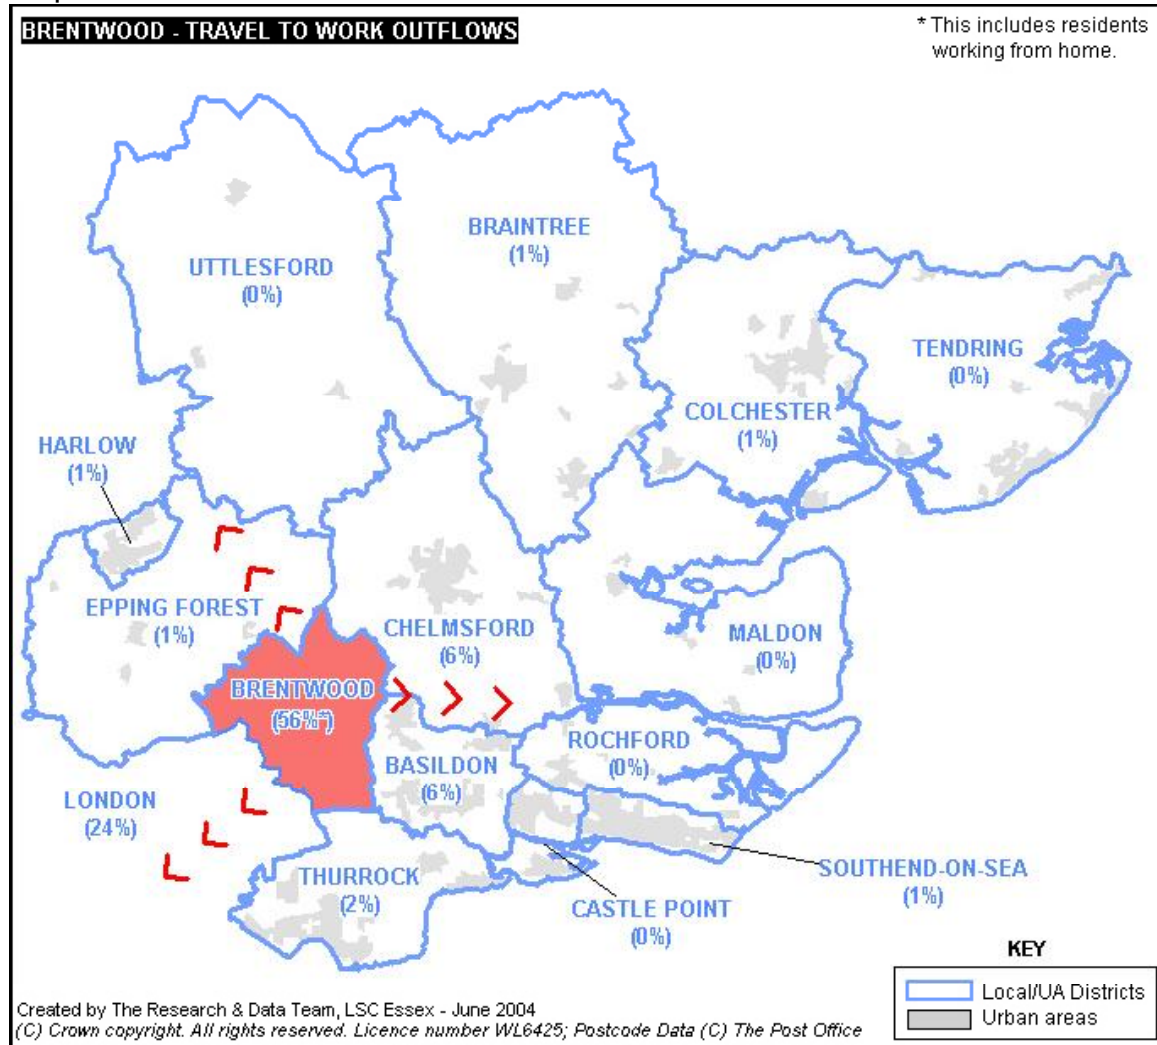 BRENTWOOD - TRAVEL TO WORK OUTFLOWS
* This includes residents
working from home.
BRAINTREE
(1%)
UTTLESFORD
(0%)
TENDRING
(0%)
COLCHESTER
(1%)
HARLOW
(1%)
EPPING FOREST
(1%)
CHELMSFORD
(6%)
MALDON
(0%)
BRENTWOOD
(56%*)
ROCHFORD
(0%)
BASILDON
(6%)
LONDON
(24%)
THURROCK
(2%)
SOUTHEND-ON-SEA
(1%)
CASTLE POINT
(0%)
KEY
Local/UA Districts
Urban areas
Created by The Research & Data Team, LSC Essex - June 2004
(C) Crown copyright. All rights reserved. Licence number WL6425; Postcode Data (C) The Post Office